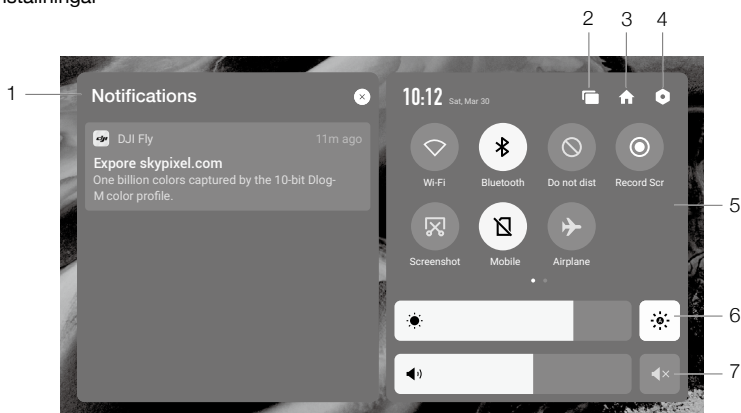 2
3
4
1
Notifications
10:12 Sat, Mar 30
DJI Fly
11m ago
Expore skypixel.com
One billion colors captured by the 10-bit Dlog-
M color profile.
Wi-Fi
Bluetooth
Do not dist
Record Scr
5
Screenshot
Mobile
Airplane
6
7